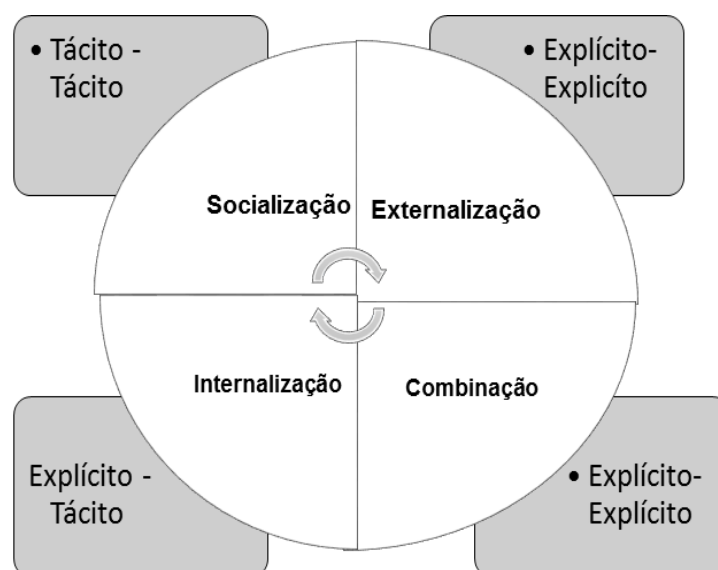 • Tácito -
Tácito
• Explícito-
Explicíto
Socialização
Externalização
Internalização
Combinação
Explícito -
Tácito
• Explícito-
Explícito